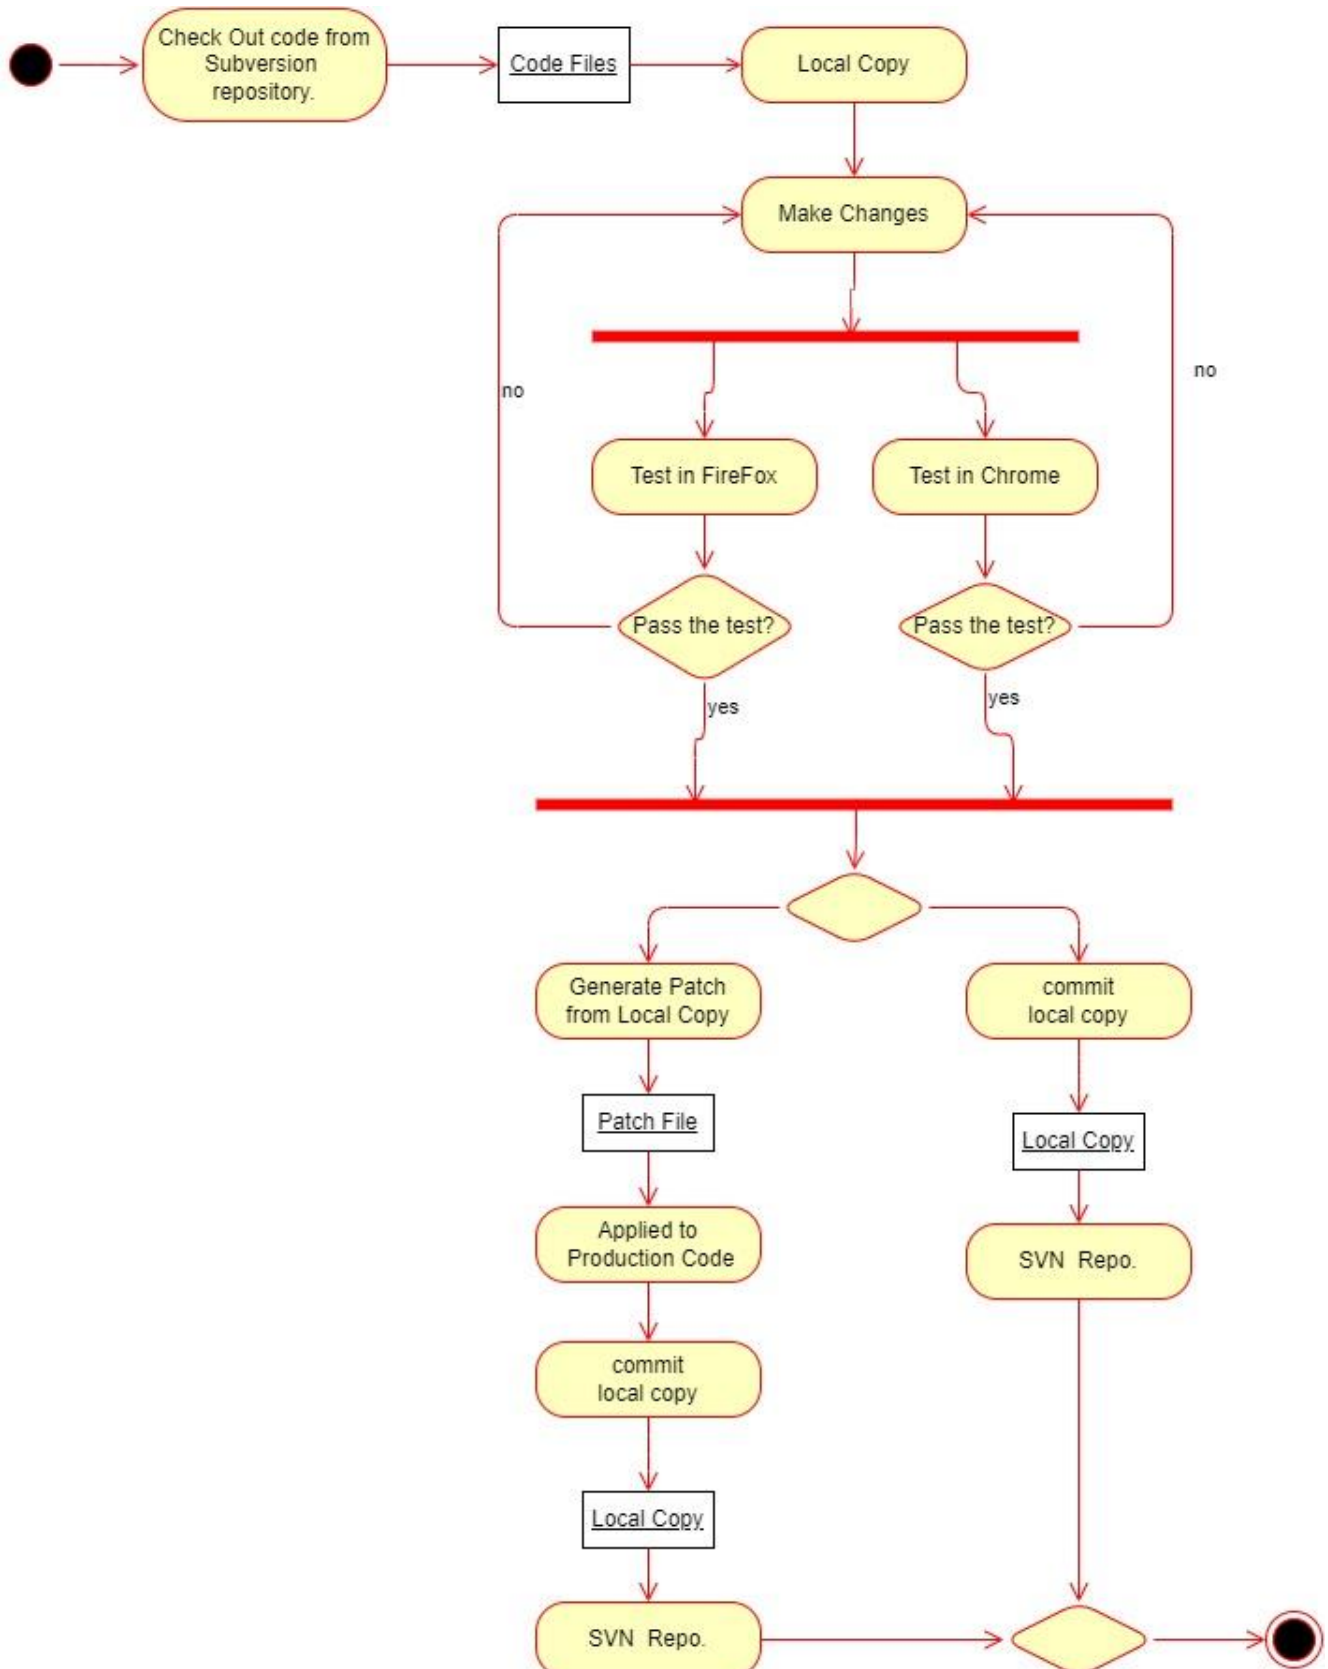 Check Out code from
Subversion
repository.
Code Files
Local Copy
Make Changes
no
no
Test in FireFox
Test in Chrome
Pass the test?
Pass the test?
yes
yes
Generate Patch
from Local Copy
commit
local copy
Patch File
Local Copy
Applied to
Production Code
SVN Repo.
commit
local copy
Local Copy
SVN Repo.